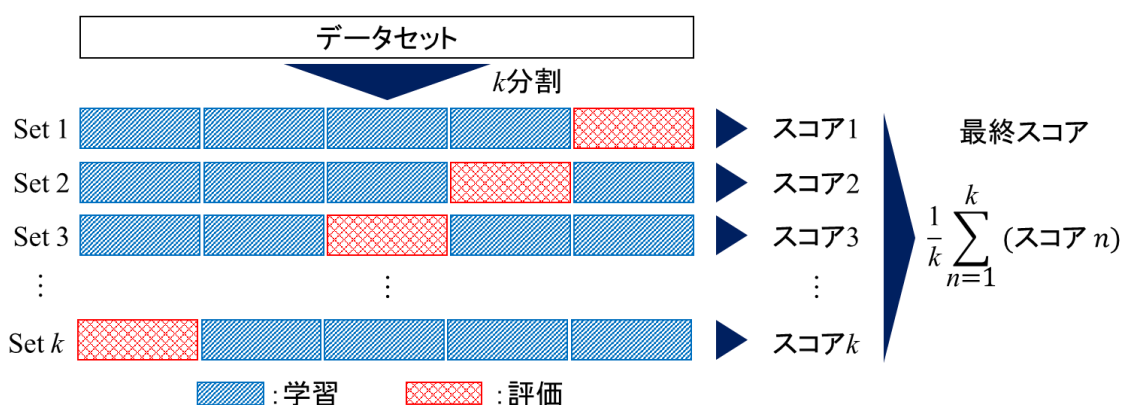 データセット
k分割
Set 1 スコア1 最終スコア
Set 2 スコア2
Set 3 スコア3
⋮ ⋮ ⋮
Set k スコアk
1/k ∑_{n=1}^{k} (スコア n)
: 学習 : 評価